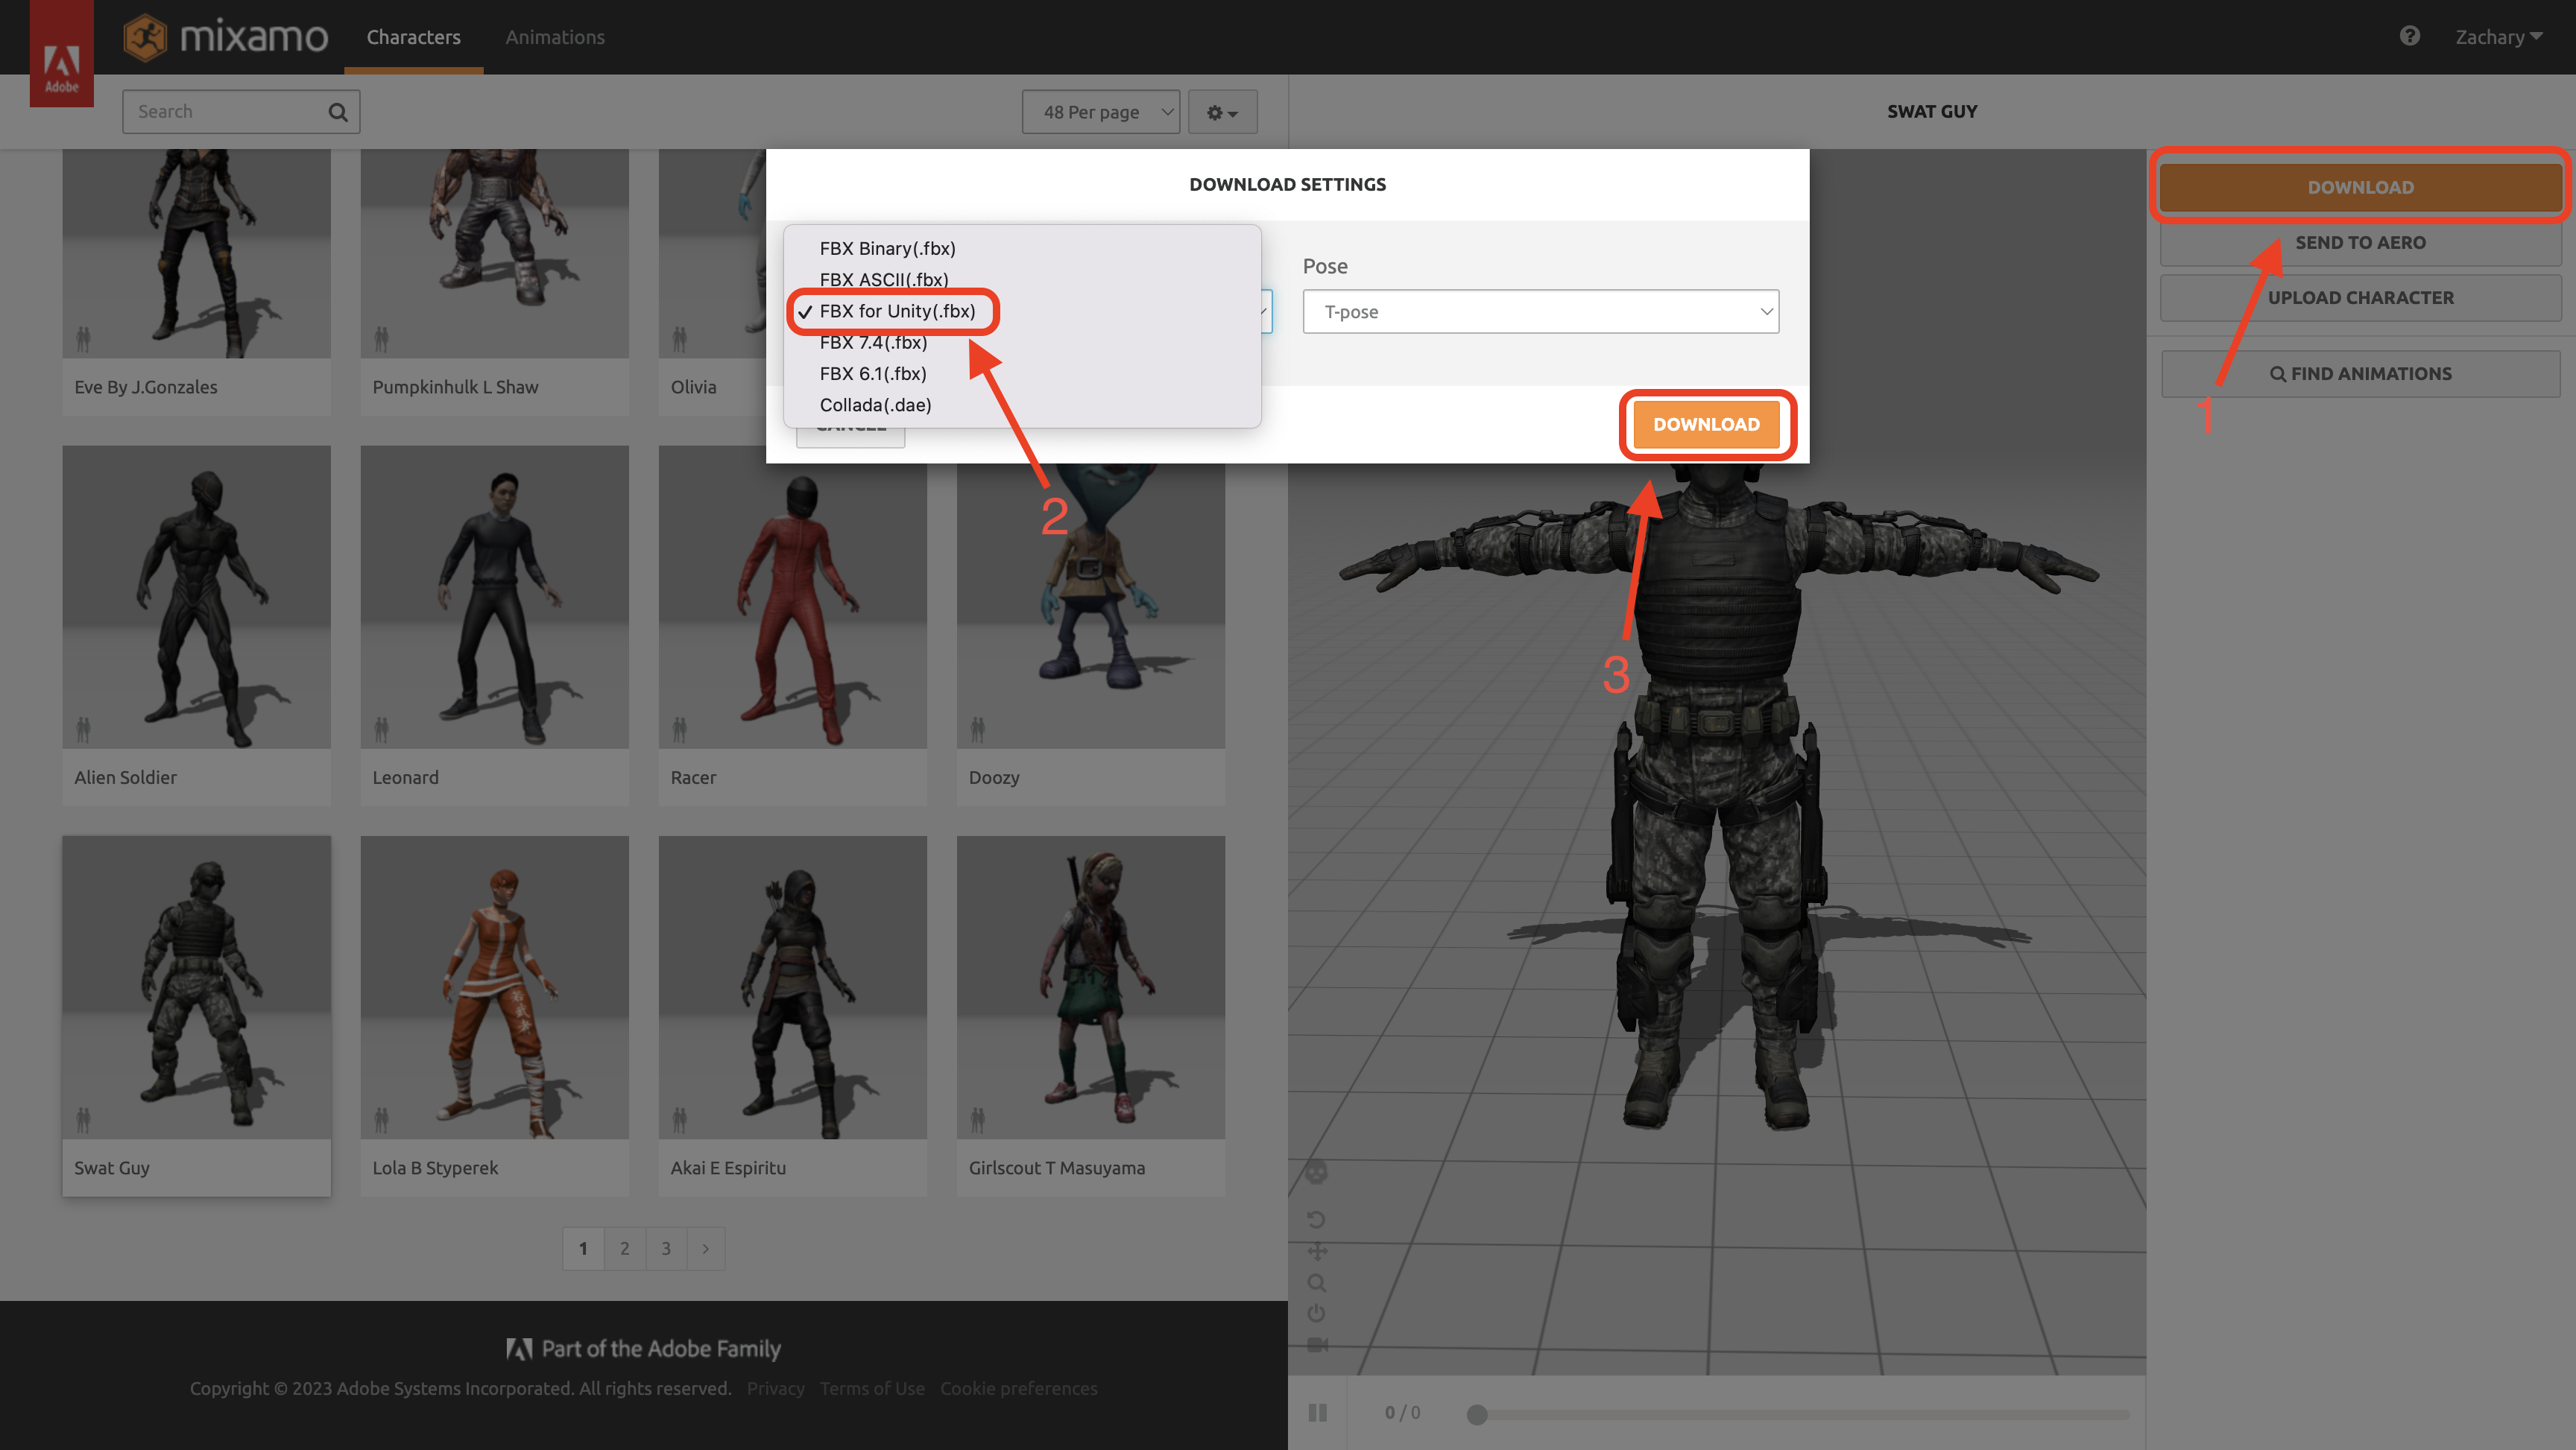 Adobe
mixamo
Characters
Animations
Zachary
Search
48 Per page
SWAT GUY
DOWNLOAD SETTINGS
FBX Binary(.fbx)
FBX ASCII(.fbx)
FBX for Unity(.fbx)
FBX 7.4(.fbx)
FBX 6.1(.fbx)
Collada(.dae)
Pose
T-pose
CANCEL
DOWNLOAD
DOWNLOAD
SEND TO AERO
UPLOAD CHARACTER
FIND ANIMATIONS
1
2
3
Eve By J.Gonzales
Pumpkinhulk L Shaw
Olivia
Alien Soldier
Leonard
Racer
Doozy
Swat Guy
Lola B Styperek
Akai E Espiritu
Girlscout T Masuyama
1 2 3 >
Part of the Adobe Family
Copyright © 2023 Adobe Systems Incorporated. All rights reserved. Privacy Terms of Use Cookie preferences
0 / 0